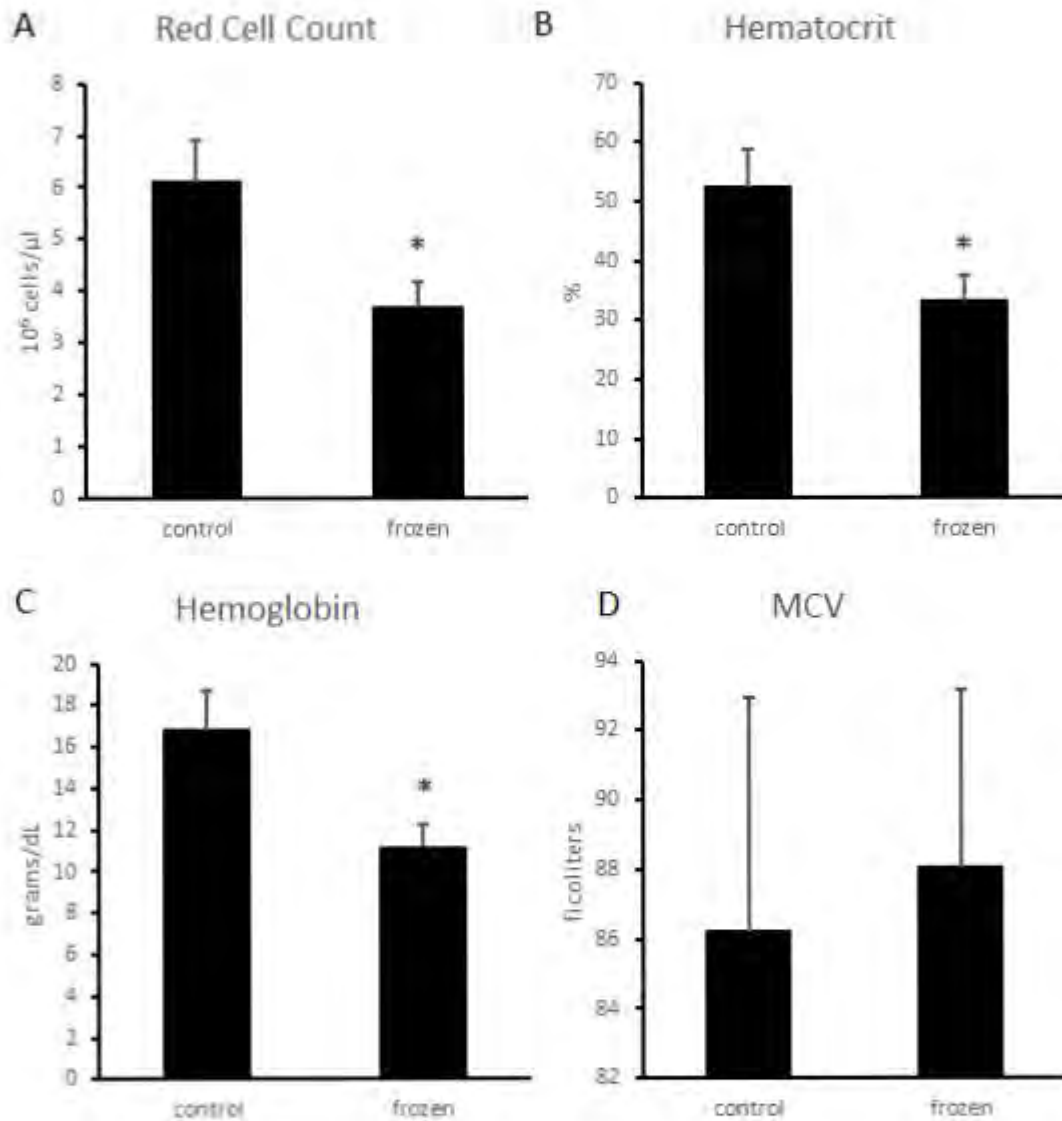 A
Red Cell Count
8
7
6
5
4
3
2
1
0
10⁶ cells/µl
*
control
frozen
B
Hematocrit
70
60
50
40
30
20
10
0
%
*
control
frozen
C
Hemoglobin
20
18
16
14
12
10
8
6
4
2
0
grams/dL
*
control
frozen
D
MCV
94
92
90
88
86
84
82
ficoliters
control
frozen